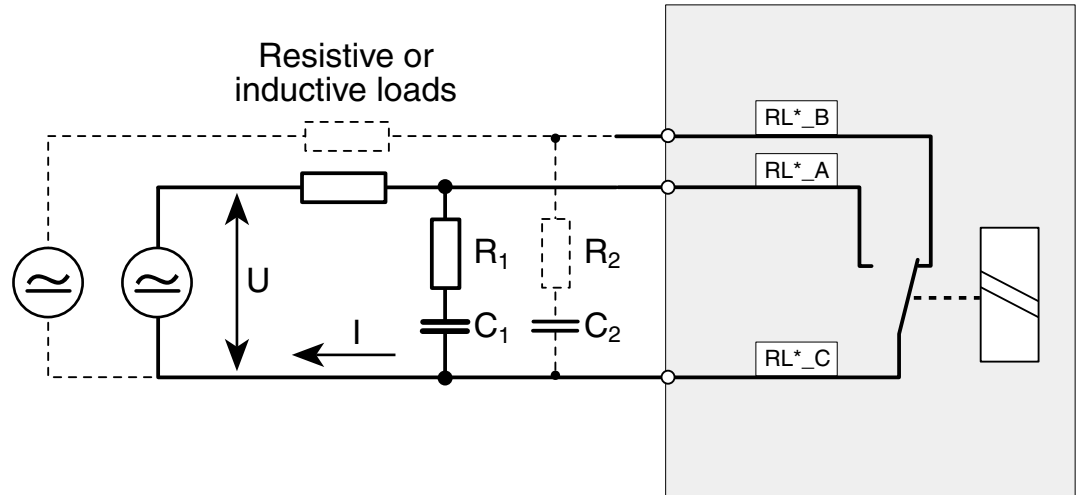 Resistive or
inductive loads
RL*_B
RL*_A
R₁
R₂
U
I
C₁
C₂
RL*_C